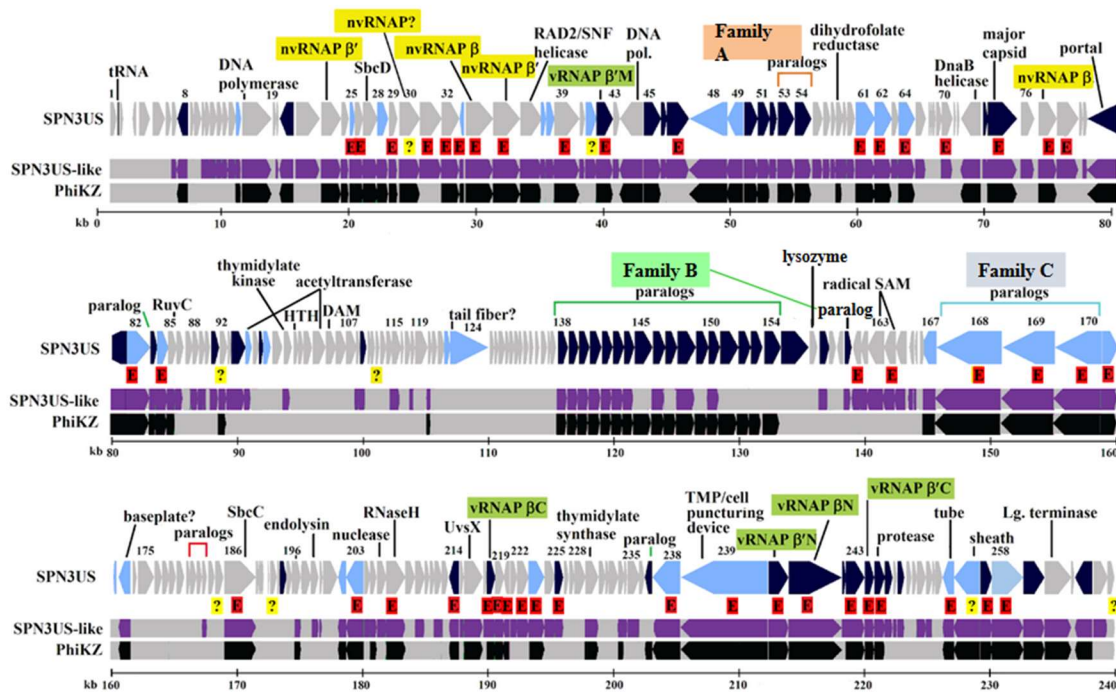 nvRNAP?
nvRNAP β'
nvRNAP β
nvRNAP β'
nvRNAP β
vRNAP β'M
Family
A
tRNA
DNA
polymerase
SbcD
RAD2/SNF
helicase
DNA
pol.
paralogs
dihydrofolate
reductase
DnaB
helicase
major
capsid
portal
1 8 19 25 28 29 30 32 39 43 45 48 49 51 53 54 61 62 64 70 76
SPN3US
E E E ? E E E E E E ? E E E E E E E E E
SPN3US-like
PhiKZ
kb 0 10 20 30 40 50 60 70 80
paralog
RuvC
thymidylate
kinase
acetyltransferase
HTH
DAM
tail fiber?
Family B
paralogs
lysozyme
paralog
radical SAM
Family C
paralogs
82 85 88 92 107 115 119 124 138 145 150 154 163 167 168 169 170
SPN3US
E E ? ? E E E E E E
SPN3US-like
PhiKZ
kb 80 90 100 110 120 130 140 150 160
baseplate?
paralogs
SbcC
endolysin
nuclease
RNaseH
UvsX
vRNAP βC
thymidylate
synthase
paralog
TMP/cell
puncturing
device
vRNAP β'N
vRNAP βN
vRNAP β'C
protease
tube
sheath
Lg. terminase
175 186 196 203 214 219 222 225 228 235 238 239 243 258
SPN3US
? E ? E E E E E E E E E E E E E E E E E ? E E ?
SPN3US-like
PhiKZ
160 170 180 190 200 210 220 230 240